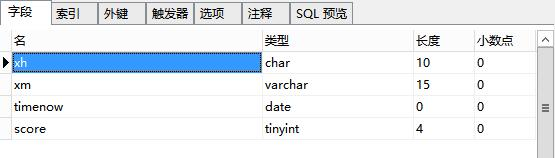 字段 索引 外键 触发器 选项 注释 SQL 预览
名 类型 长度 小数点
xh char 10 0
xm varchar 15 0
timenow date 0 0
score tinyint 4 0